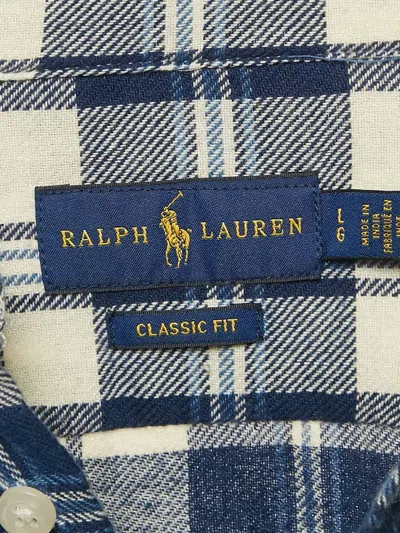 RALPH LAUREN
CLASSIC FIT
L
G
MADE IN
INDIA
FABRIQUÉ EN
INDE